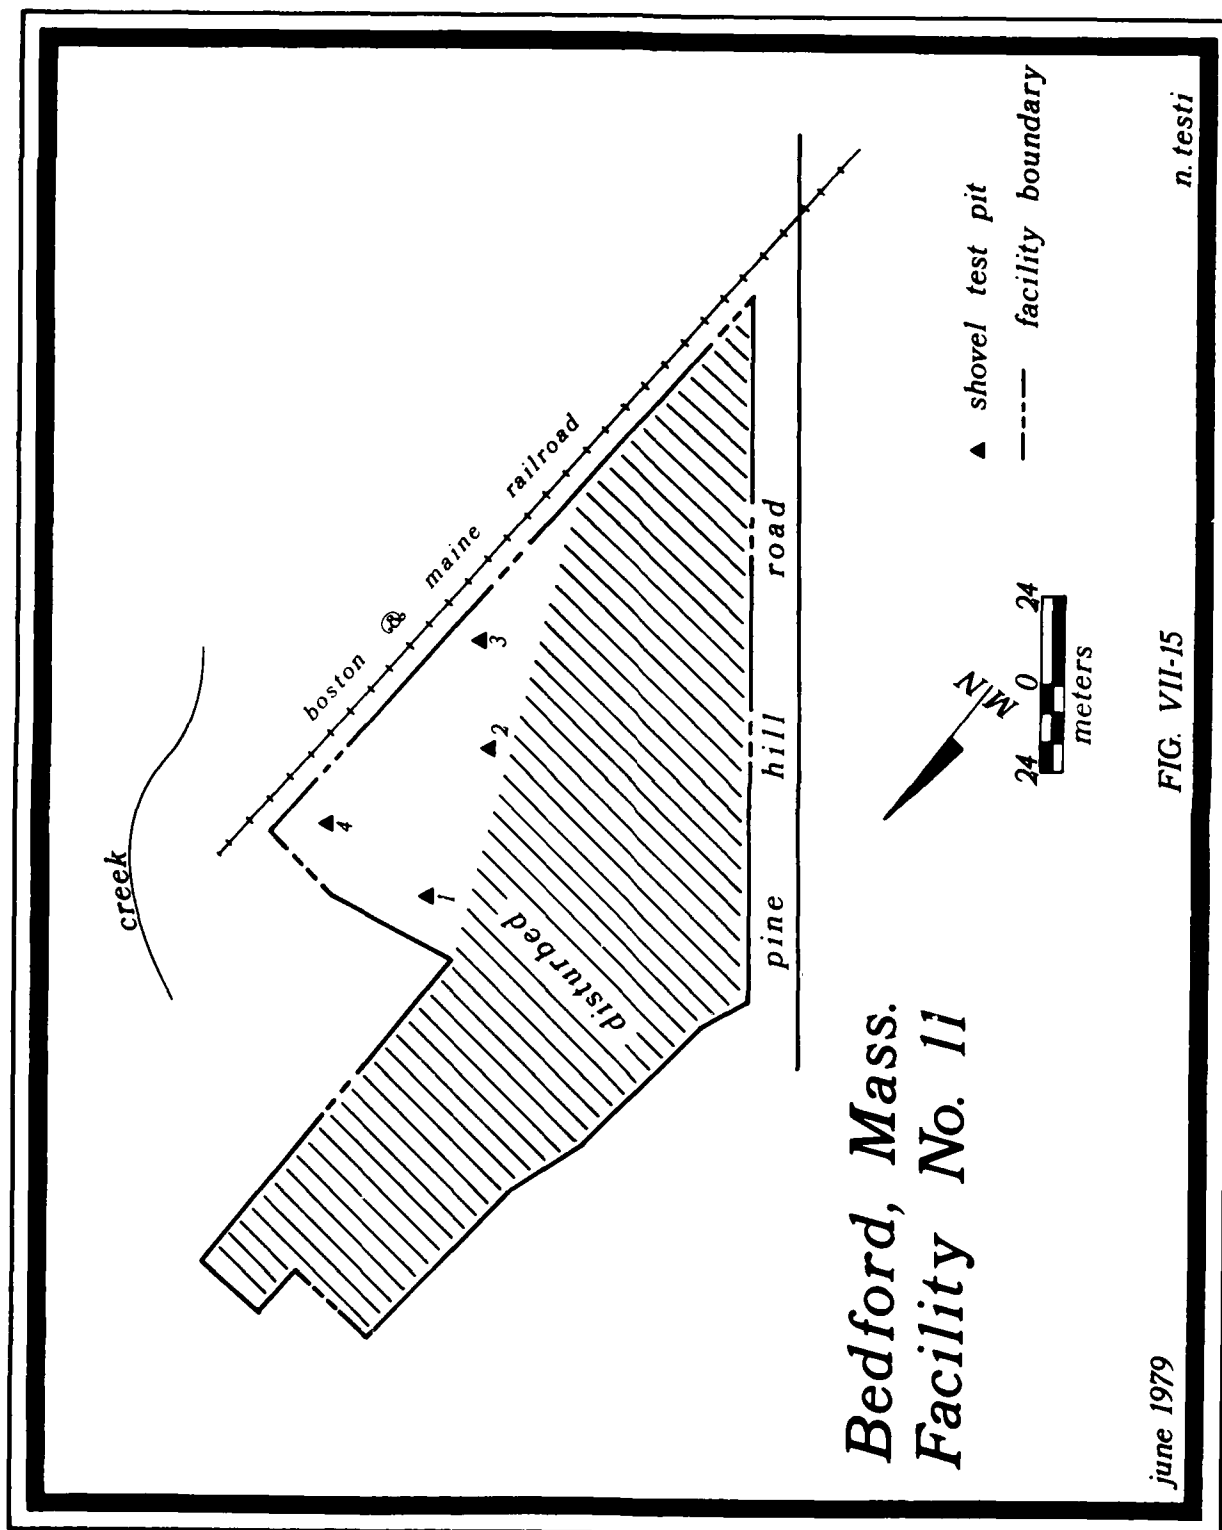 creek
boston & maine railroad
4
3
2
1
disturbed
pine hill road
Bedford, Mass.
Facility No. 11
MN
24 0 24
meters
▲ shovel test pit
facility boundary
june 1979
FIG. VII-15
n. testi